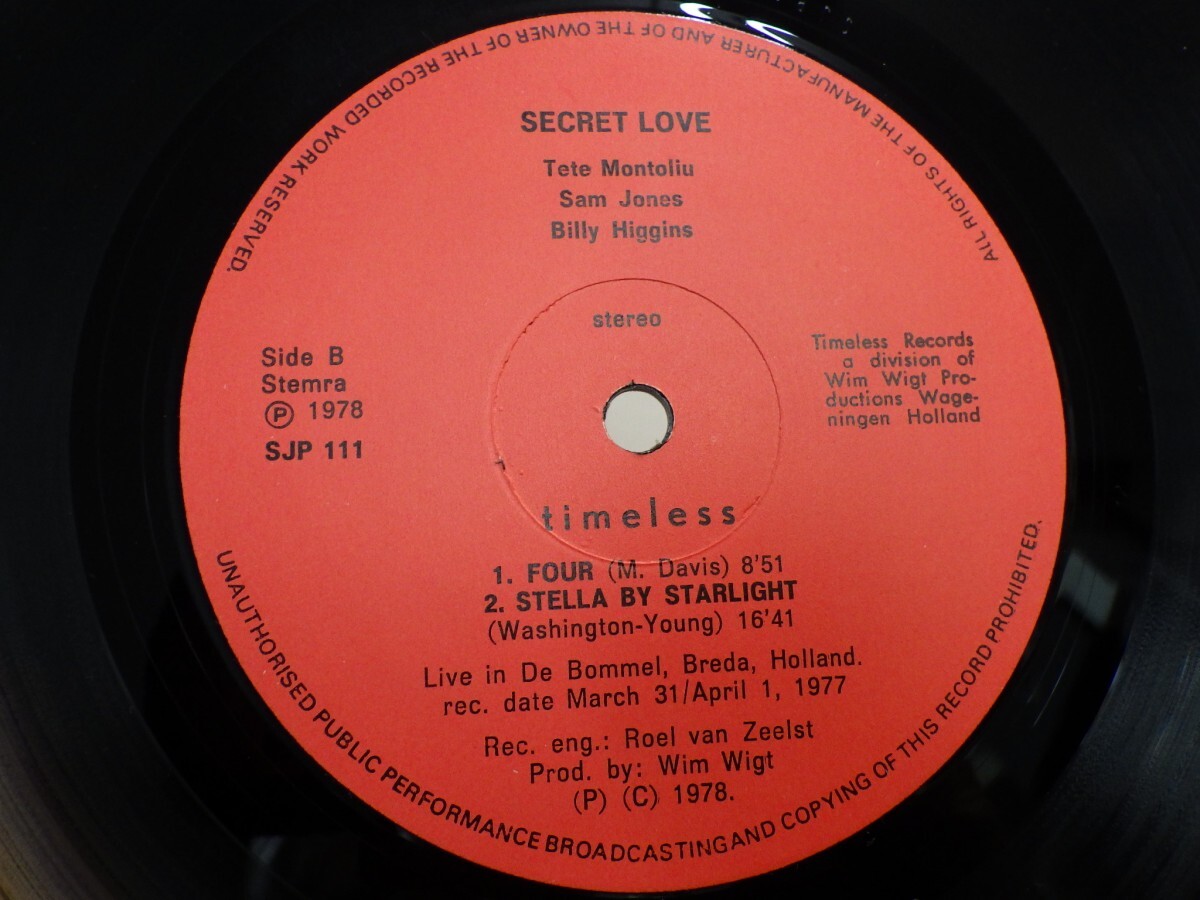 ALL RIGHTS OF THE MANUFACTURER AND OF THE OWNER OF THE RECORDED WORK RESERVED.
SECRET LOVE
Tete Montoliu
Sam Jones
Billy Higgins
stereo
Side B
Stemra
Ⓟ 1978
SJP 111
Timeless Records
a division of
Wim Wigt Pro-
ductions Wage-
ningen Holland
timeless
1. FOUR (M. Davis) 8'51
2. STELLA BY STARLIGHT
(Washington-Young) 16'41
Live in De Bommel, Breda, Holland.
rec. date March 31/April 1, 1977
Rec. eng.: Roel van Zeelst
Prod. by: Wim Wigt
(P) (C) 1978.
UNAUTHORISED PUBLIC PERFORMANCE BROADCASTINGAND COPYING OF THIS RECORD PROHIBITED.